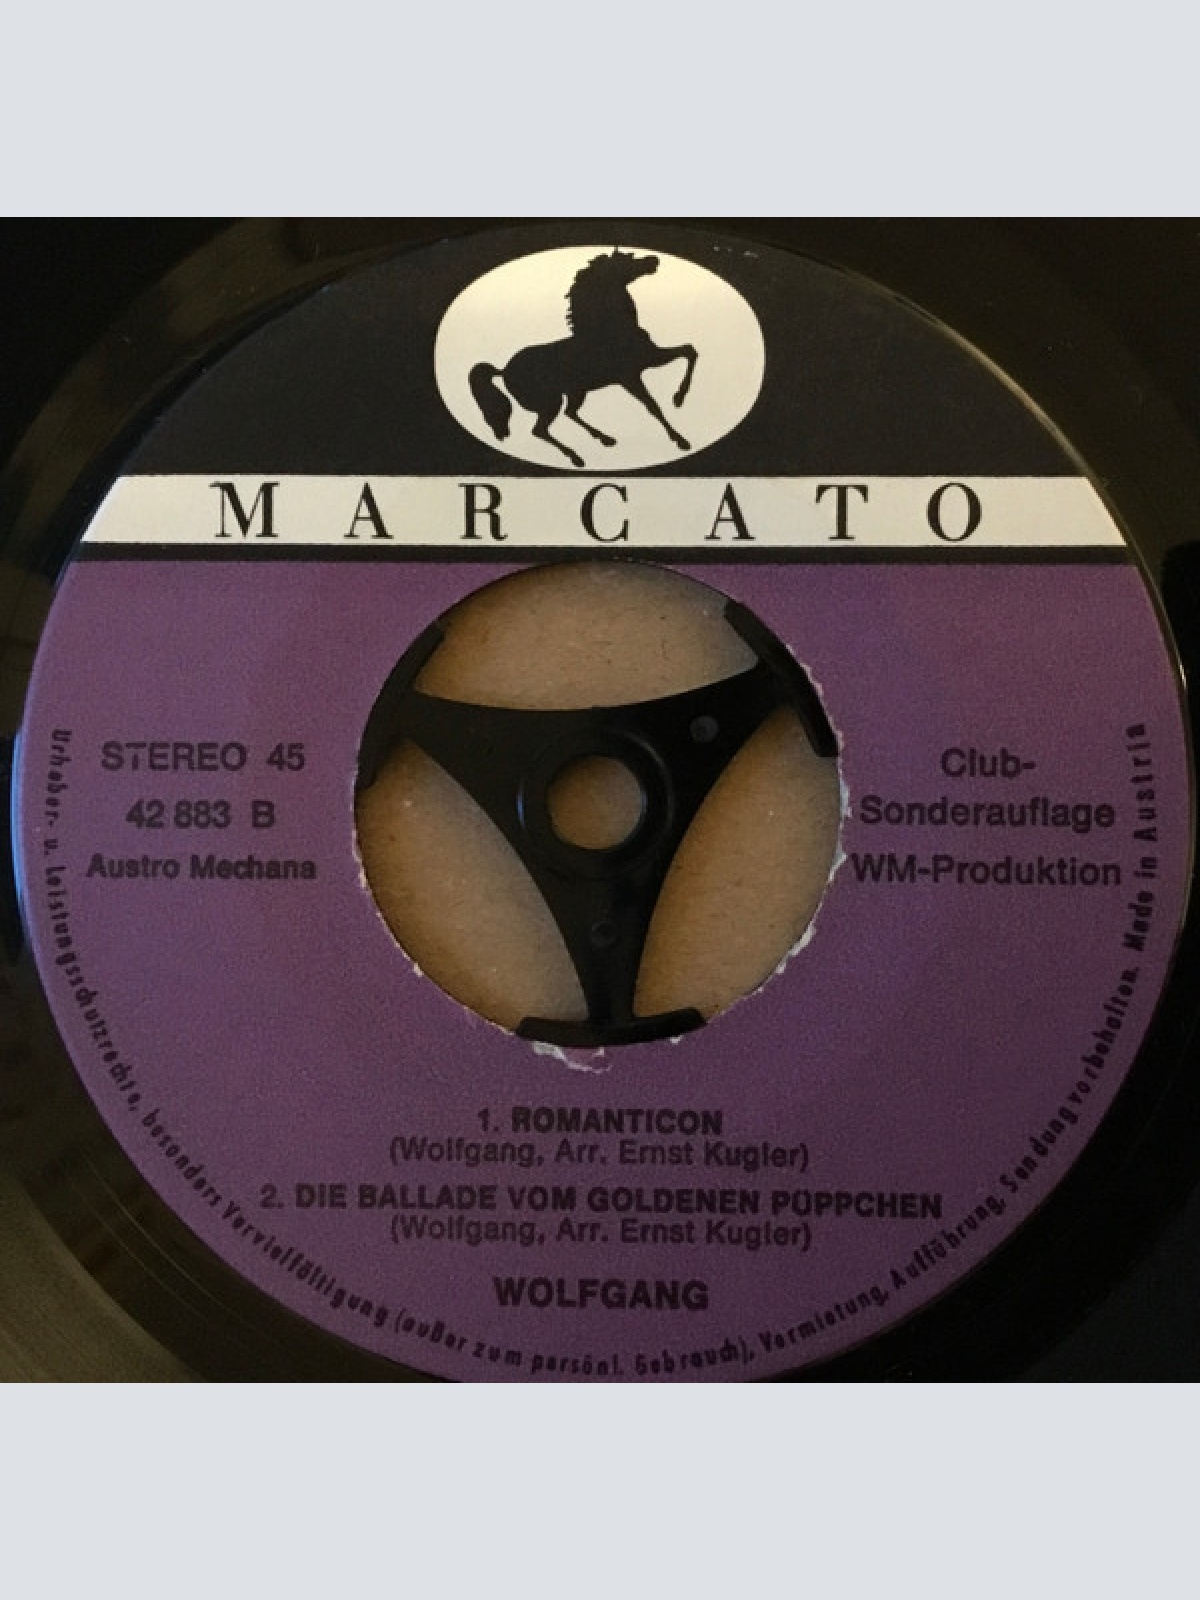 MARCATO
STEREO 45
42 883 B
Austro Mechana
Club-
Sonderauflage
WM-Produktion
1. ROMANTICON
(Wolfgang, Arr. Ernst Kugler)
2. DIE BALLADE VOM GOLDENEN PÜPPCHEN
(Wolfgang, Arr. Ernst Kugler)
WOLFGANG
Urheber- u. Leistungsschutzrechte, besonders Vervielfältigung (außer zum persönl. Gebrauch), Vermietung, Aufführung, Sendung vorbehalten. Made in Austria